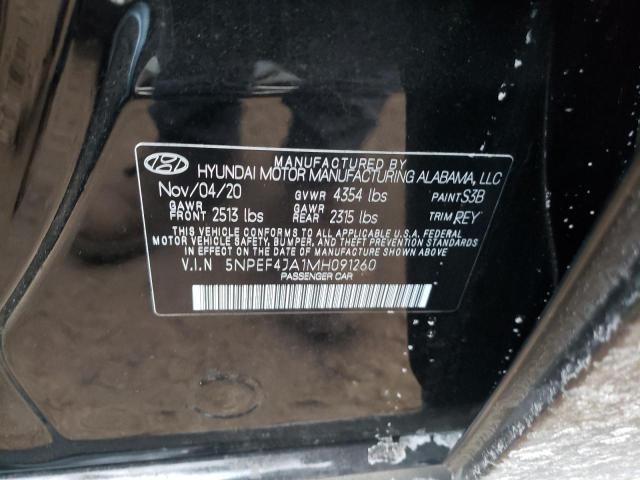 MANUFACTURED BY
HYUNDAI MOTOR MANUFACTURING ALABAMA, LLC
Nov/04/20 GVWR 4354 lbs PAINT S3B
GAWR FRONT 2513 lbs GAWR REAR 2315 lbs TRIM REY
THIS VEHICLE CONFORMS TO ALL APPLICABLE U.S.A. FEDERAL
MOTOR VEHICLE SAFETY, BUMPER, AND THEFT PREVENTION STANDARDS
IN EFFECT ON THE DATE OF MANUFACTURE SHOWN ABOVE.
V.I.N 5NPEF4JA1MH091260
PASSENGER CAR